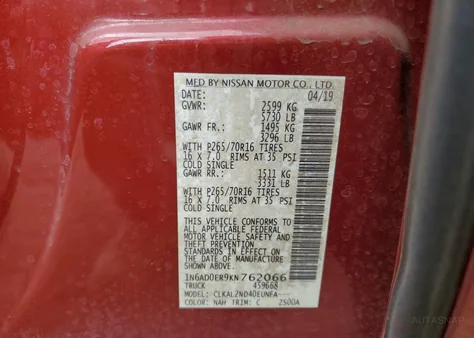 MFD BY NISSAN MOTOR CO., LTD.
DATE: 04/19
GVWR: 2599 KG
5730 LB
GAWR FR.: 1495 KG
3296 LB
WITH P265/70R16 TIRES
16 X 7.0 RIMS AT 35 PSI
COLD SINGLE
GAWR RR.: 1511 KG
3331 LB
WITH P265/70R16 TIRES
16 X 7.0 RIMS AT 35 PSI
COLD SINGLE
THIS VEHICLE CONFORMS TO
ALL APPLICABLE FEDERAL
MOTOR VEHICLE SAFETY AND
THEFT PREVENTION
STANDARDS IN EFFECT ON
THE DATE OF MANUFACTURE
SHOWN ABOVE.
1N6AD0ER9KN762066
TRUCK 459668
MODEL: CLKAL2ND40EUNEA---
COLOR: NAH TRIM: C 2500A
AUTASNAP